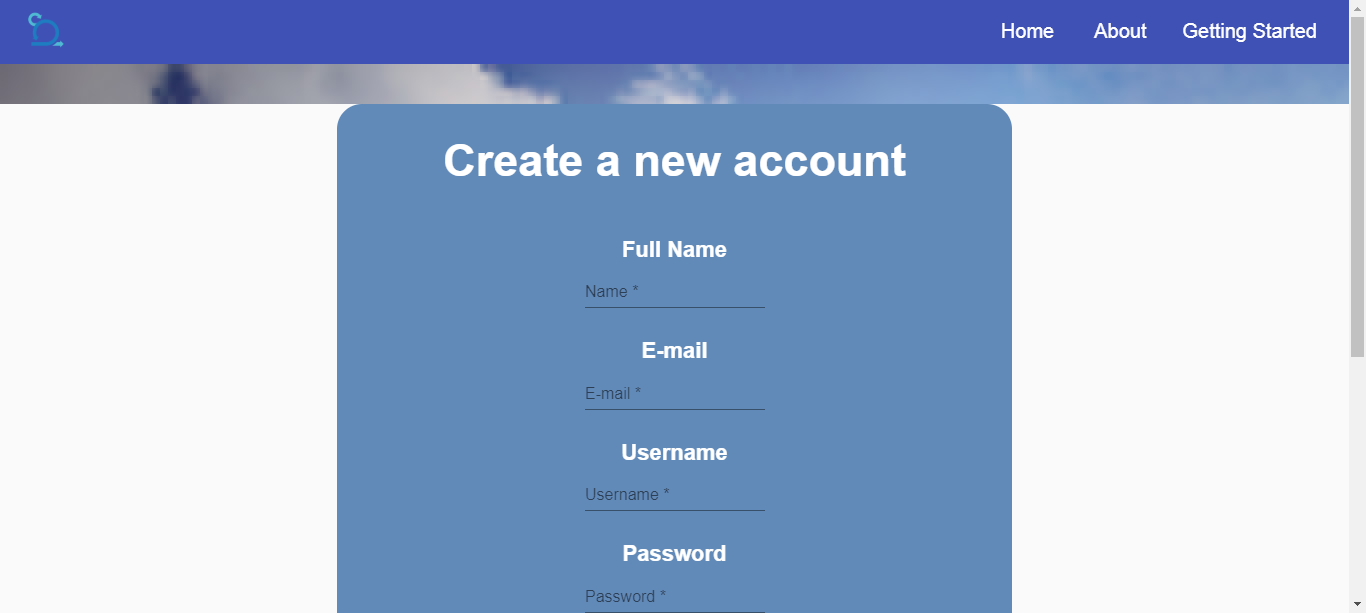 Home About Getting Started
Create a new account
Full Name
Name *
E-mail
E-mail *
Username
Username *
Password
Password *